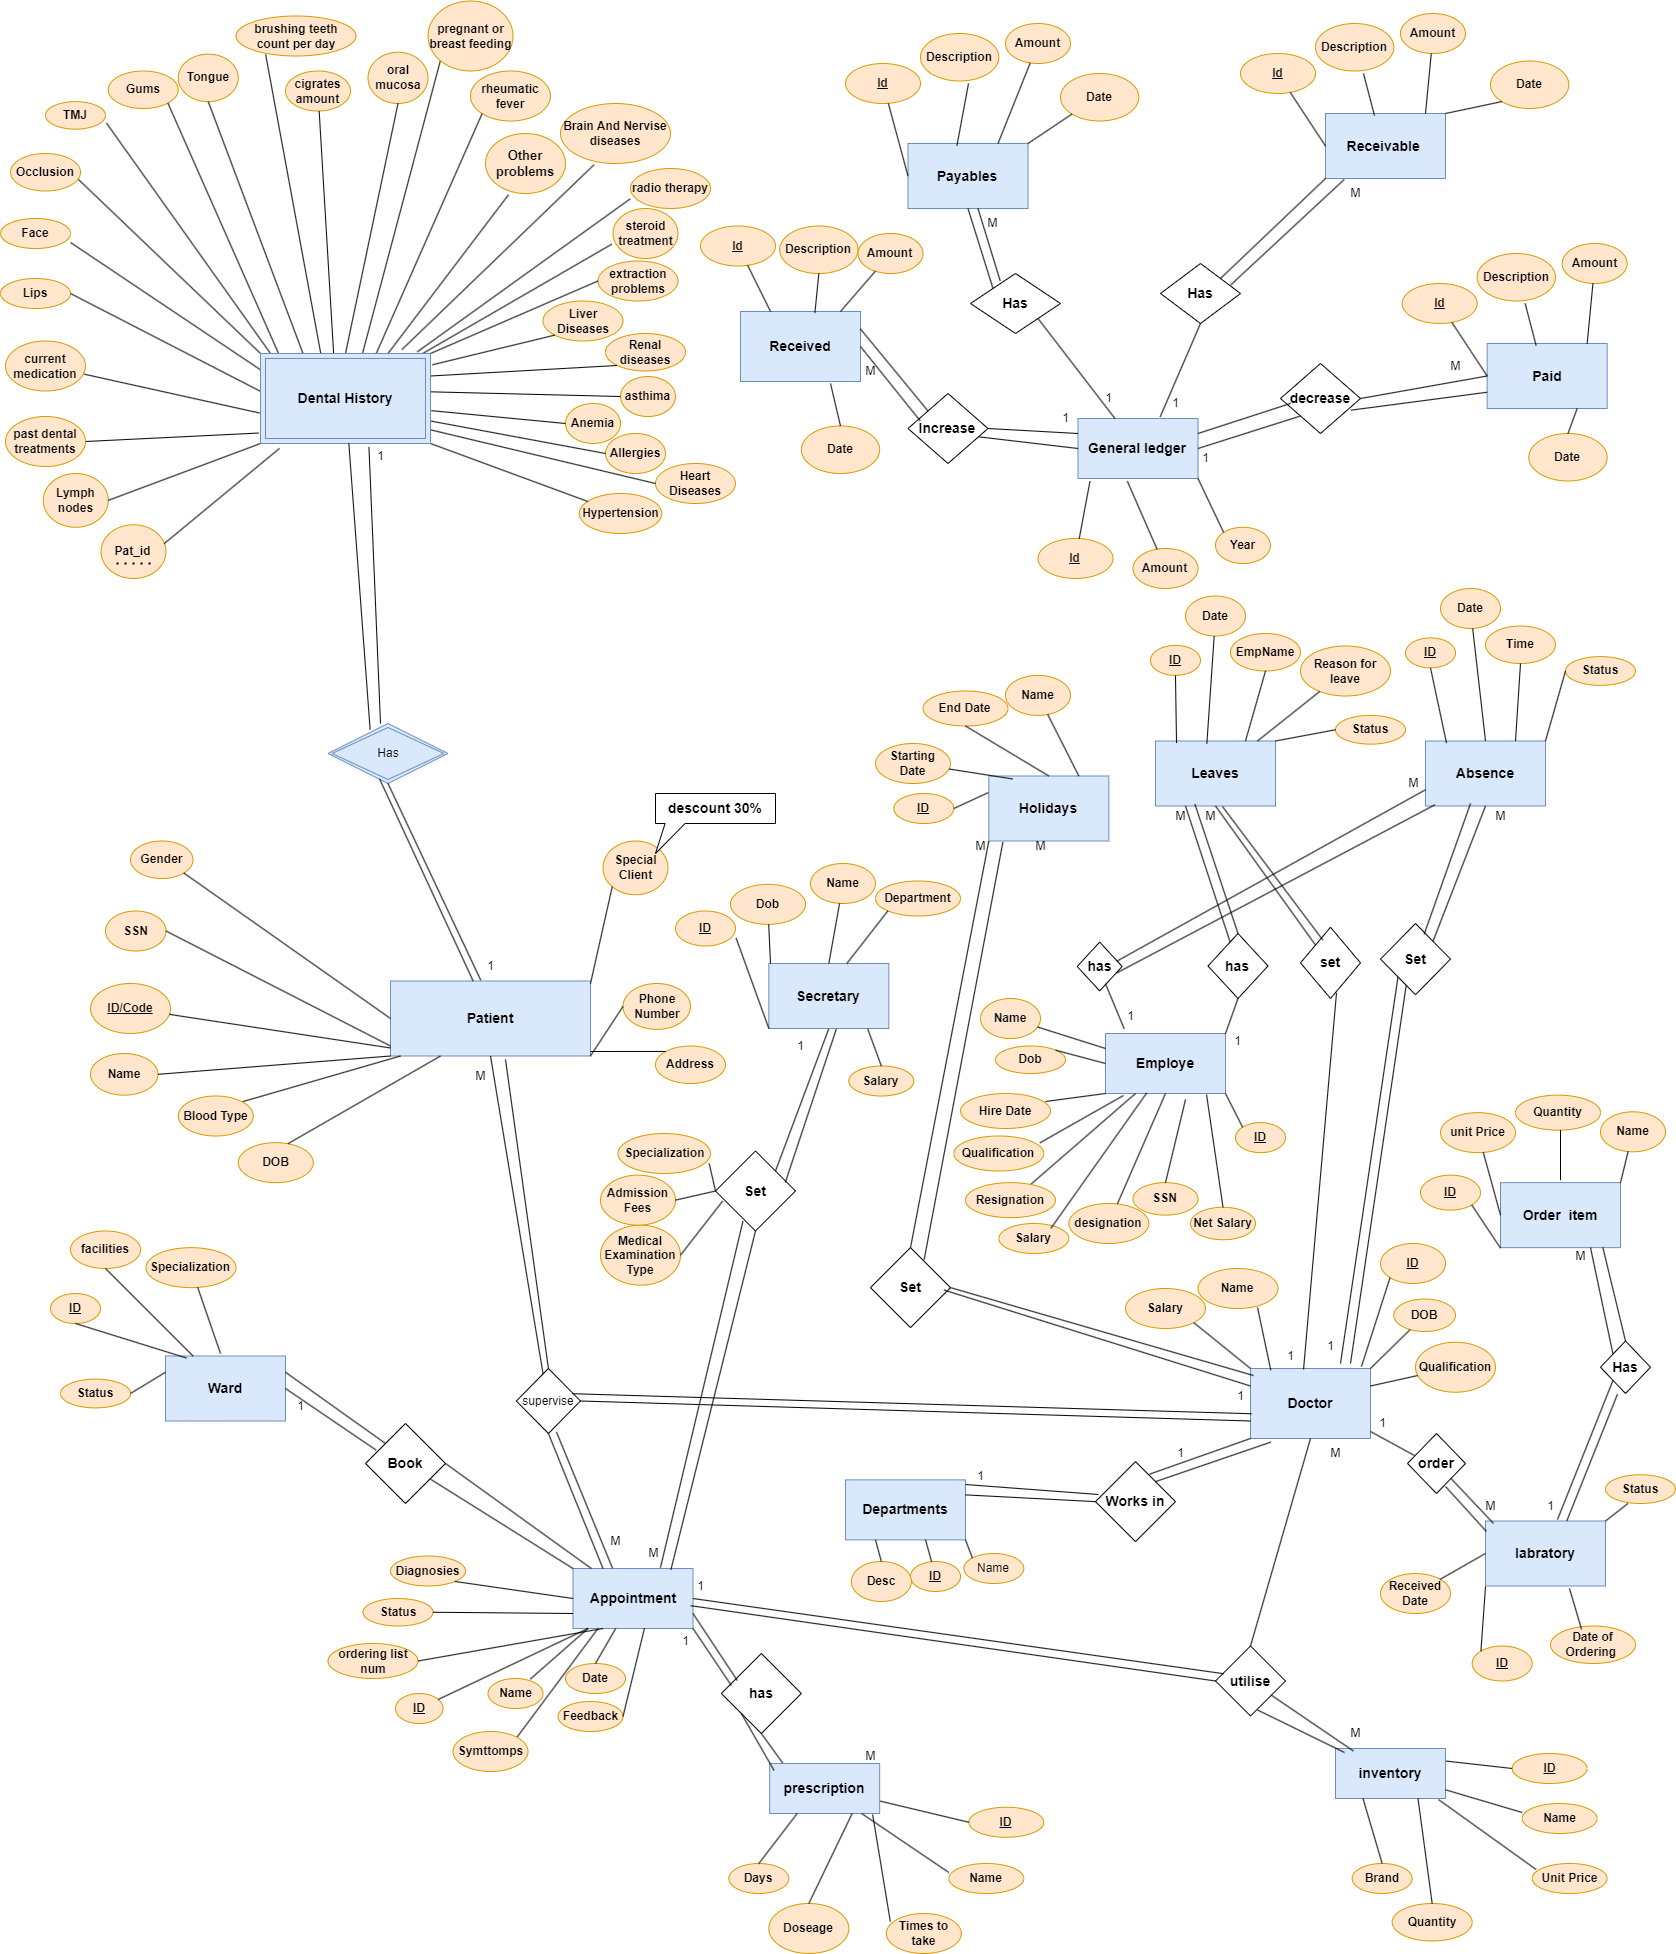 brushing teeth
count per day
pregnant or
breast feeding
Gums
Tongue
cigrates
amount
oral
mucosa
rheumatic
fever
TMJ
Brain And Nervise
diseases
Other
problems
Occlusion
radio therapy
Face
steroid
treatment
extraction
problems
Lips
Liver
Diseases
current
medication
Renal
diseases
Dental History
asthima
Anemia
past dental
treatments
Allergies
1
Heart
Diseases
Lymph
nodes
Hypertension
Pat_id
Has
1
Id
Description
Amount
Date
Payables
M
Has
1
Id
Description
Amount
Date
Receivable
M
Has
1
Id
Description
Amount
Received
M
Date
Increase
1
Id
Description
Amount
M
Paid
Date
decrease
1
General ledger
Id
Amount
Year
descount 30%
Special
Client
Gender
SSN
ID/Code
Name
Blood Type
DOB
Patient
Phone
Number
Address
M
ID
Dob
Name
Department
Secretary
1
Salary
Specialization
Admission
Fees
Medical
Examination
Type
Set
Name
End Date
Starting
Date
ID
Holidays
M
M
Set
Date
ID
EmpName
Reason for
leave
Status
Leaves
M
M
has
set
1
Date
ID
Time
Status
Absence
M
M
has
Set
1
Name
Dob
Employe
Hire Date
Qualification
Resignation
Salary
designation
SSN
Net Salary
ID
unit Price
Quantity
Name
ID
Order  item
M
Has
1
facilities
Specialization
ID
Status
Ward
1
Book
supervise
Salary
Name
ID
DOB
Qualification
1
1
1
Doctor
1
M
1
order
M
1
Works in
1
Departments
Desc
ID
Name
Status
labratory
Received
Date
Date of
Ordering
ID
M
M
Diagnosies
Status
ordering list
num
ID
Name
Date
Feedback
Symttomps
Appointment
1
1
has
M
prescription
Days
Doseage
Times to
take
Name
ID
utilise
M
inventory
ID
Name
Unit Price
Brand
Quantity